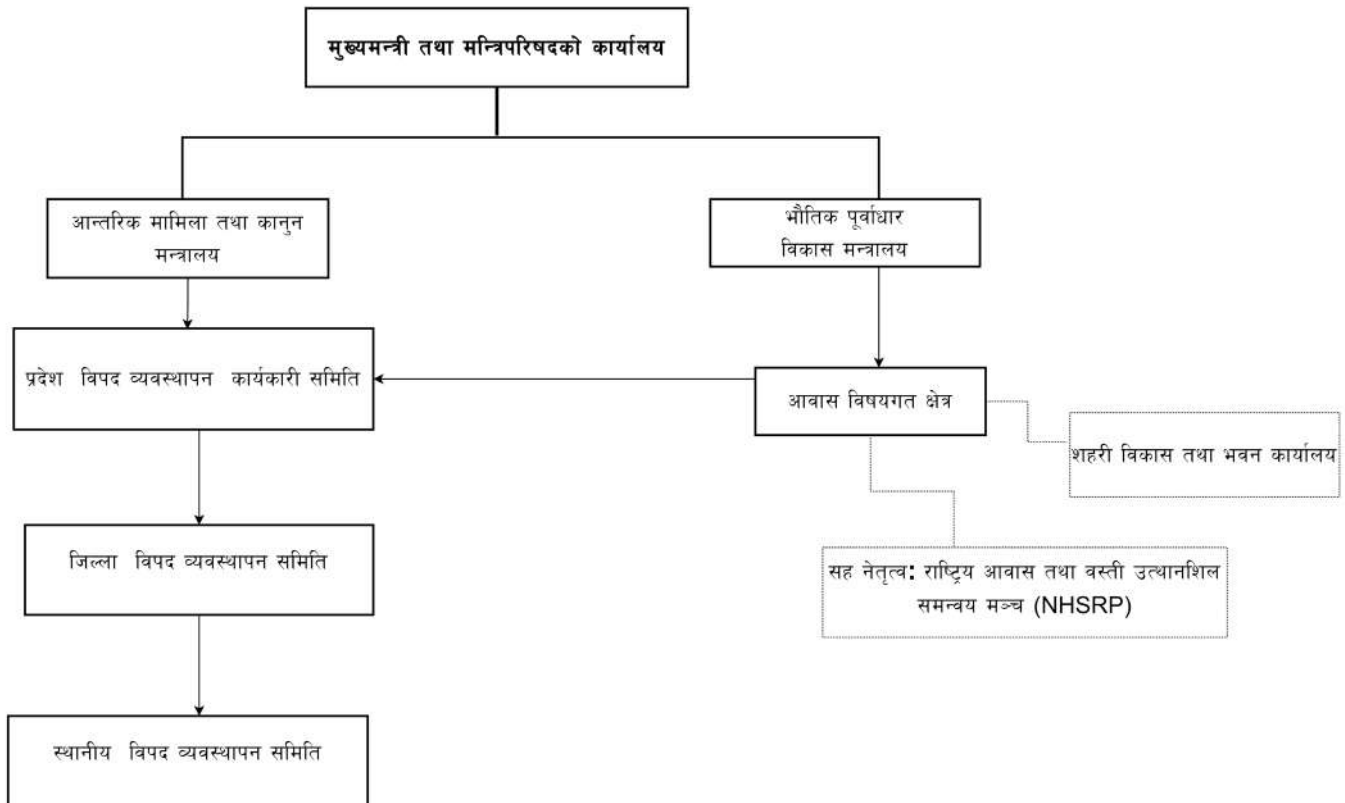 मुख्यमन्त्री तथा मन्त्रिपरिषदको कार्यालय
आन्तरिक मामिला तथा कानुन
मन्त्रालय
भौतिक पूर्वाधार
विकास मन्त्रालय
प्रदेश विपद व्यवस्थापन कार्यकारी समिति
आवास विषयगत क्षेत्र
शहरी विकास तथा भवन कार्यालय
जिल्ला विपद व्यवस्थापन समिति
सह नेतृत्व: राष्ट्रिय आवास तथा वस्ती उत्थानशिल
समन्वय मञ्च (NHSRP)
स्थानीय विपद व्यवस्थापन समिति